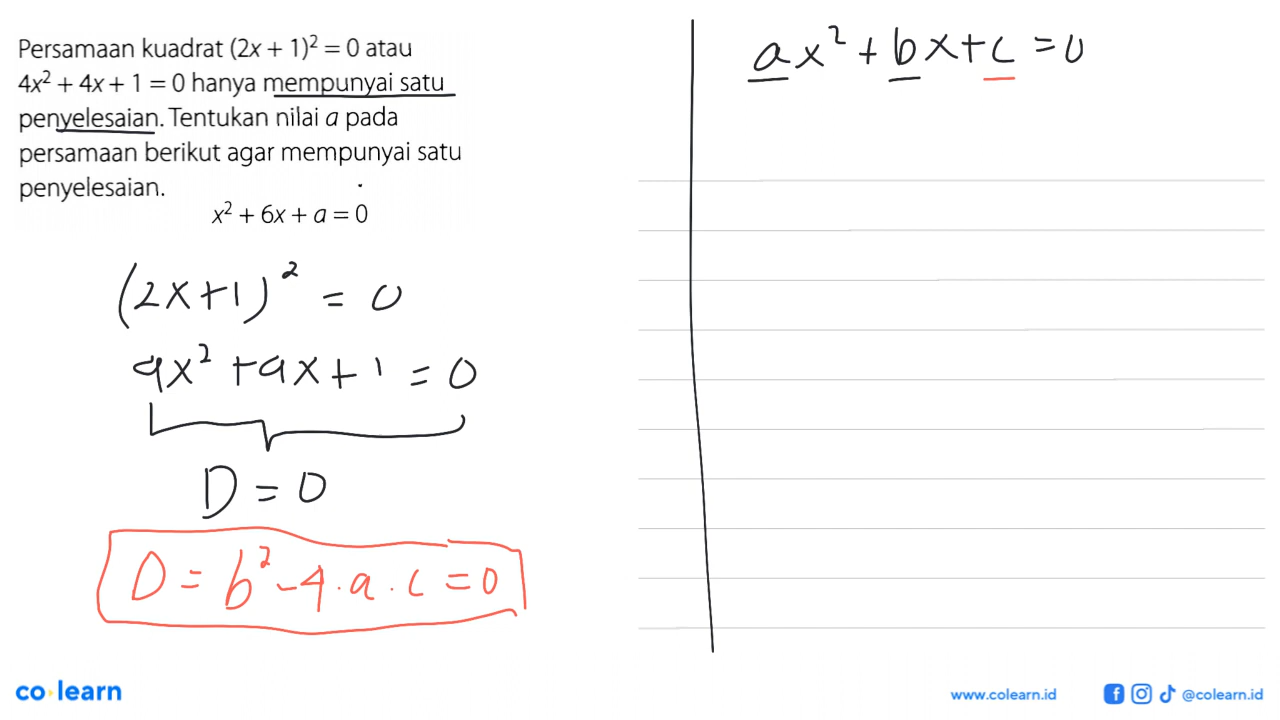 Persamaan kuadrat (2x + 1)² = 0 atau
4x² + 4x + 1 = 0 hanya mempunyai satu
penyelesaian. Tentukan nilai a pada
persamaan berikut agar mempunyai satu
penyelesaian.
x² + 6x + a = 0
(2x+1)² = 0
4x² + 4x + 1 = 0
D = 0
D = b² - 4 . a . c = 0
ax² + bx + c = 0
co learn
www.colearn.id
@colearn.id